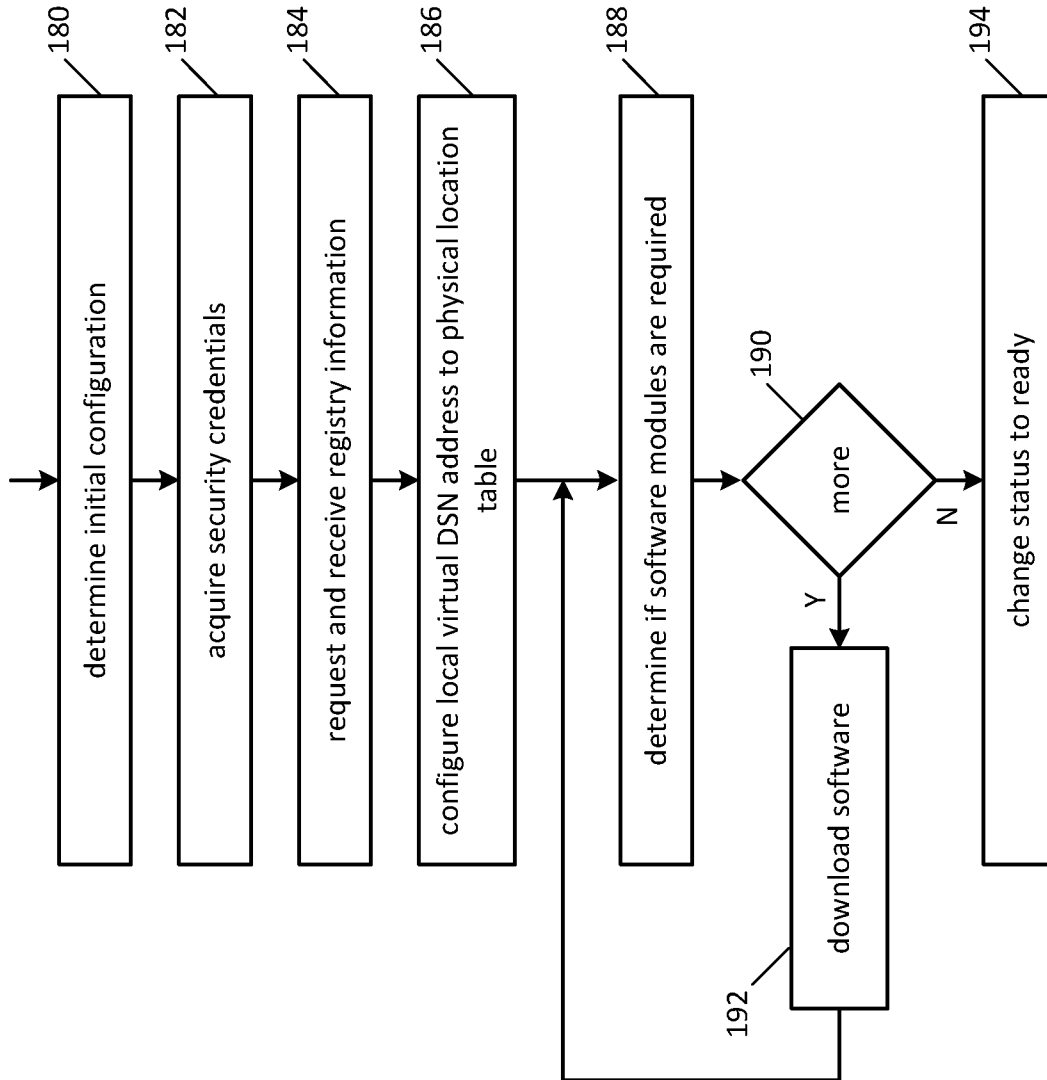 determine initial configuration
180
acquire security credentials
182
request and receive registry information
184
configure local virtual DSN address to physical location
table
186
determine if software modules are required
188
more
190
Y
N
download software
192
change status to ready
194